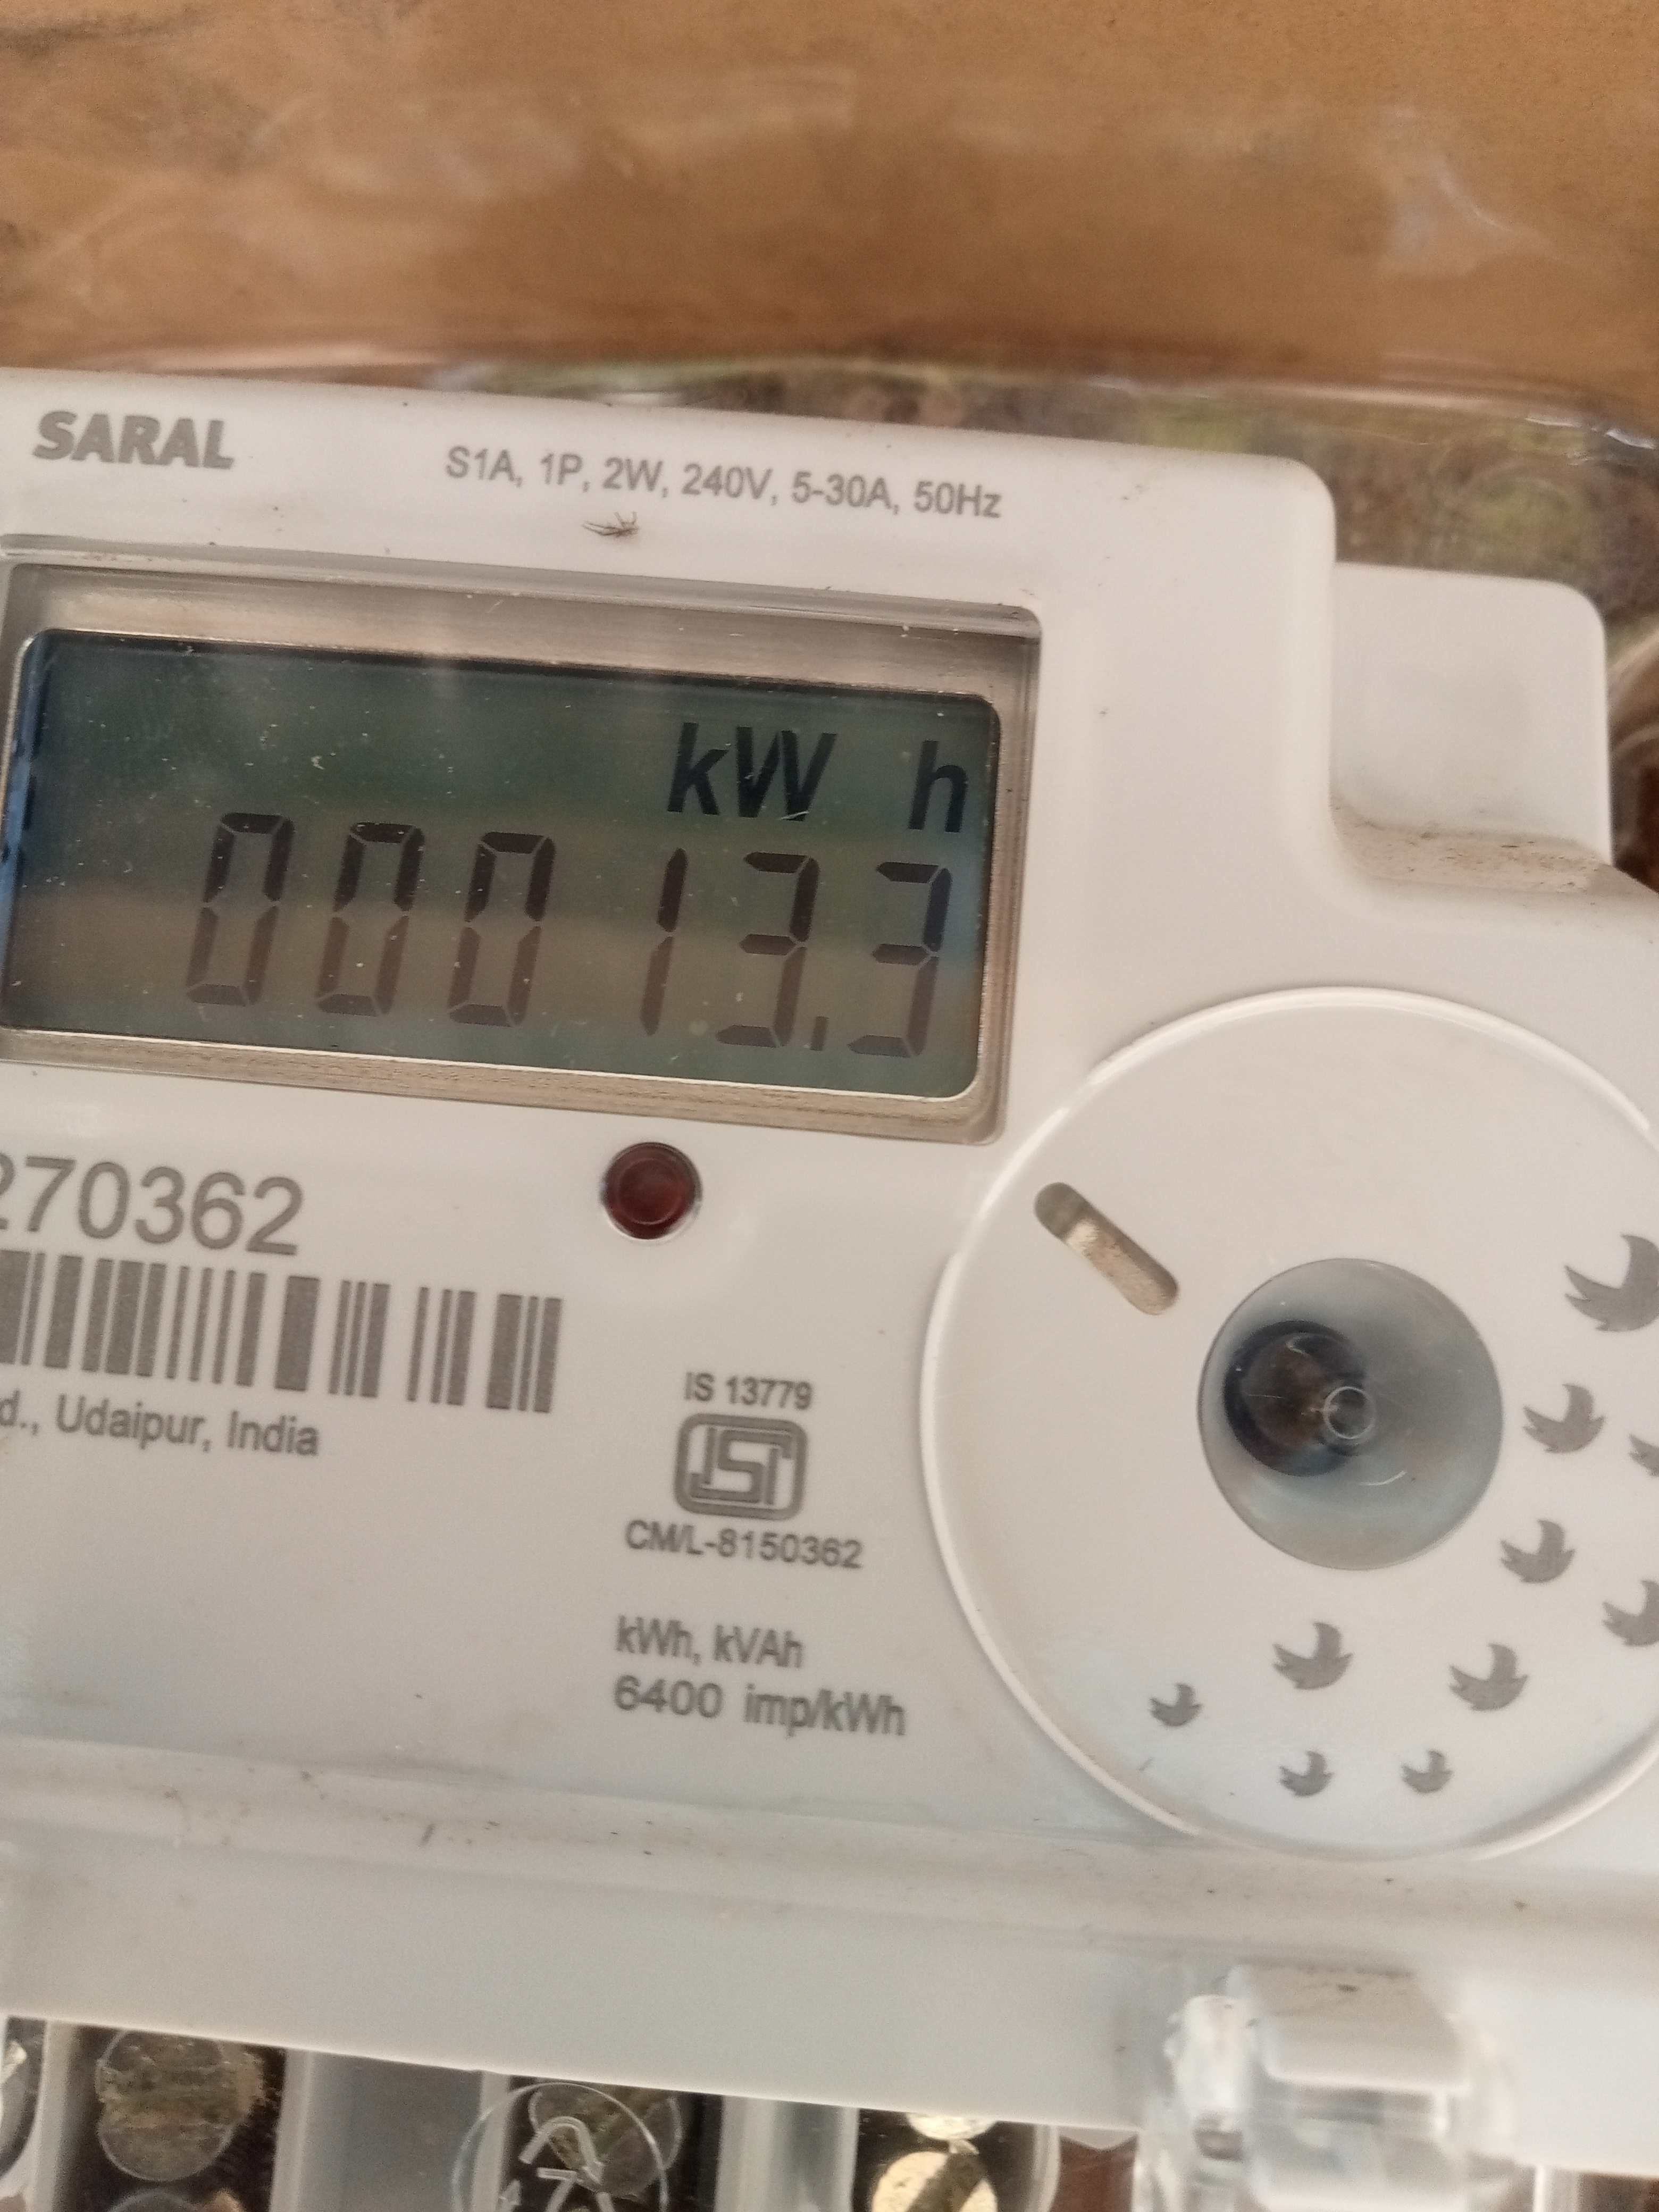 SARAL
S1A, 1P, 2W, 240V, 5-30A, 50Hz
kW h
00013.3
270362
d., Udaipur, India
IS 13779
ISI
CM/L-8150362
kWh, kVAh
6400 imp/kWh